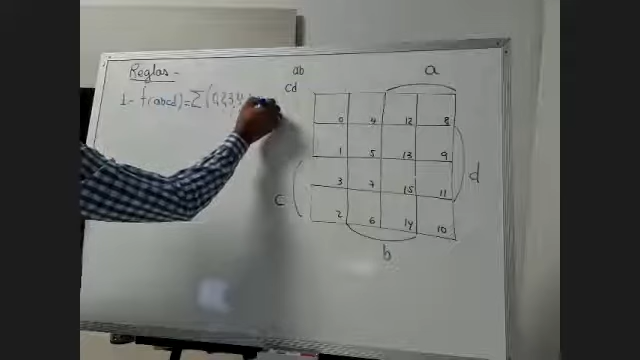 Reglas -
1- f(abcd)=Σ(0,2,3,4,
ab
cd
a
0 4 12 8
1 5 13 9
d
3 7 15 11
c
2 6 14 10
b